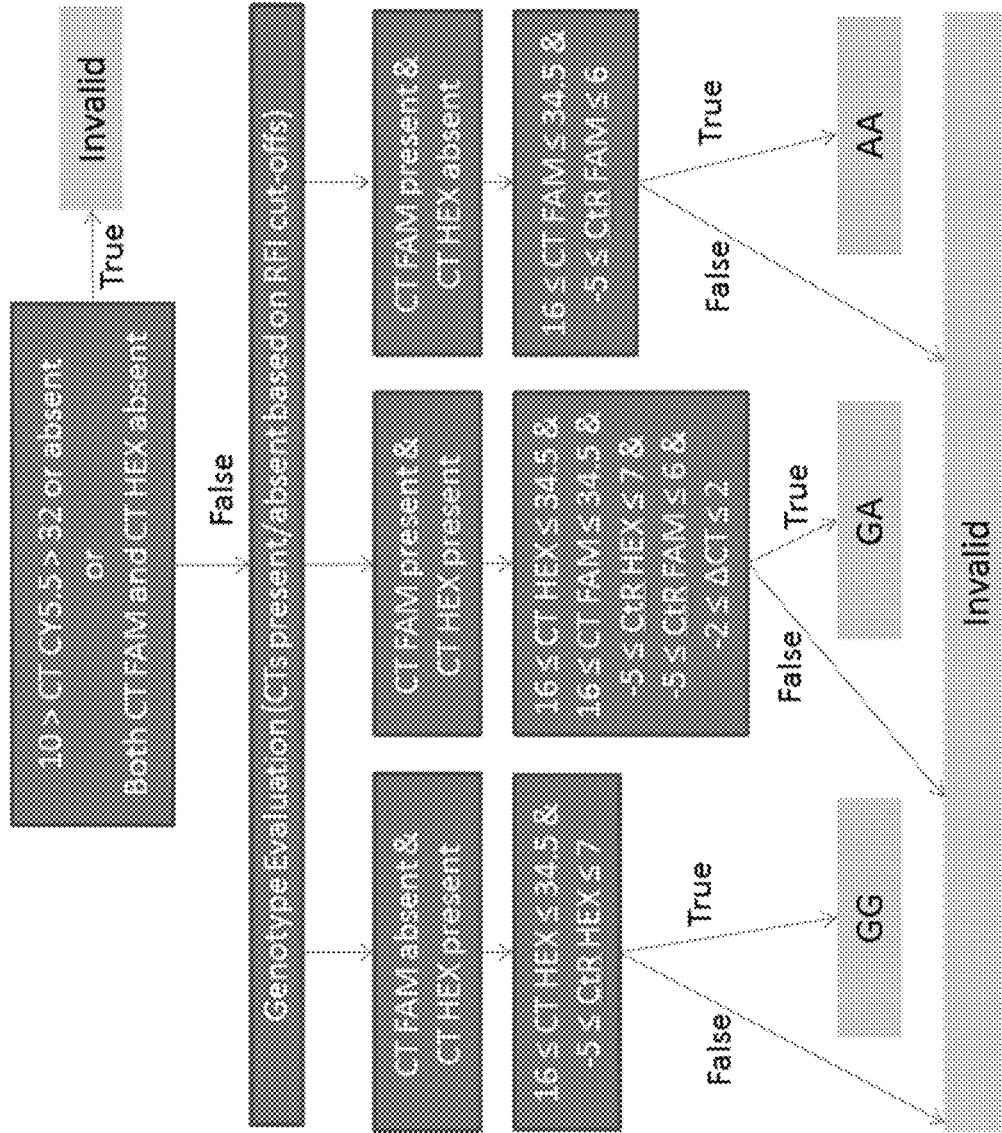 10 > CT CY5.5 > 32 or absent
or
Both CT FAM and CT HEX absent
True
Invalid
False
Genotype Evaluation (CTs present/absent based on RFI cut-offs)
CT FAM absent &
CT HEX present
16 ≤ CT HEX ≤ 34.5 &
-5 ≤ CtR HEX ≤ 7
False
True
GG
CT FAM present &
CT HEX present
16 ≤ CT HEX ≤ 34.5 &
16 ≤ CT FAM ≤ 34.5 &
-5 ≤ CtR HEX ≤ 7 &
-5 ≤ CtR FAM ≤ 6 &
-2 ≤ ΔCT ≤ 2
False
True
GA
CT FAM present &
CT HEX absent
16 ≤ CT FAM ≤ 34.5 &
-5 ≤ CtR FAM ≤ 6
False
True
AA
Invalid